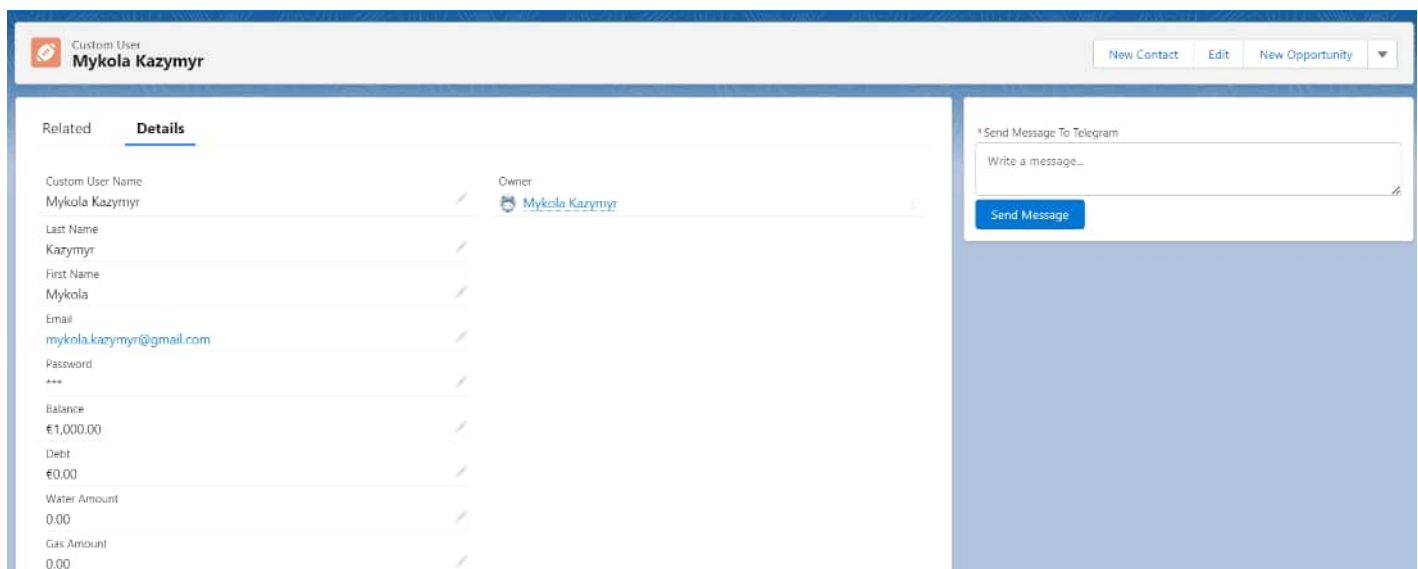 Custom User
Mykola Kazymyr
New Contact
Edit
New Opportunity
Related
Details
Custom User Name
Mykola Kazymyr
Last Name
Kazymyr
First Name
Mykola
Email
mykola.kazymyr@gmail.com
Password
***
Balance
€1,000.00
Debt
€0.00
Water Amount
0.00
Gas Amount
0.00
Owner
Mykola Kazymyr
*Send Message To Telegram
Write a message...
Send Message